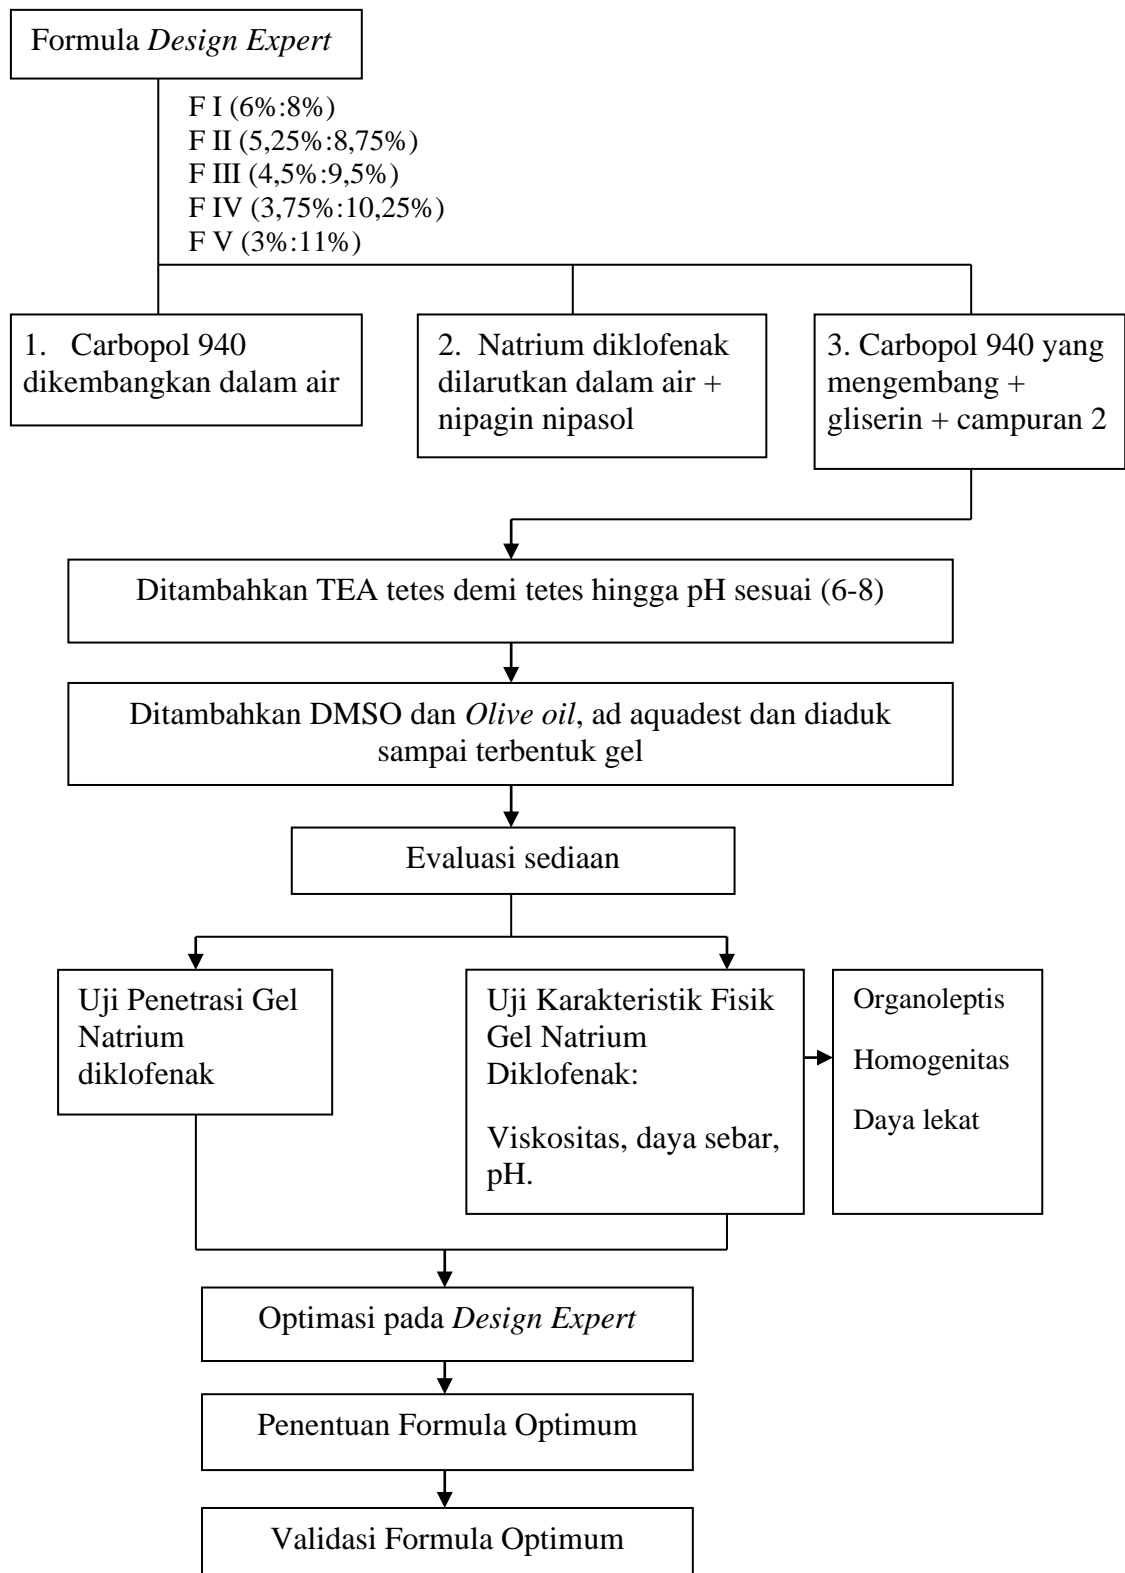 Formula Design Expert
F I (6%:8%)
F II (5,25%:8,75%)
F III (4,5%:9,5%)
F IV (3,75%:10,25%)
F V (3%:11%)
1. Carbopol 940
dikembangkan dalam air
2. Natrium diklofenak
dilarutkan dalam air +
nipagin nipasol
3. Carbopol 940 yang
mengembang +
gliserin + campuran 2
Ditambahkan TEA tetes demi tetes hingga pH sesuai (6-8)
Ditambahkan DMSO dan Olive oil, ad aquadest dan diaduk
sampai terbentuk gel
Evaluasi sediaan
Uji Penetrasi Gel
Natrium
diklofenak
Uji Karakteristik Fisik
Gel Natrium
Diklofenak:
Viskositas, daya sebar,
pH.
Organoleptis
Homogenitas
Daya lekat
Optimasi pada Design Expert
Penentuan Formula Optimum
Validasi Formula Optimum